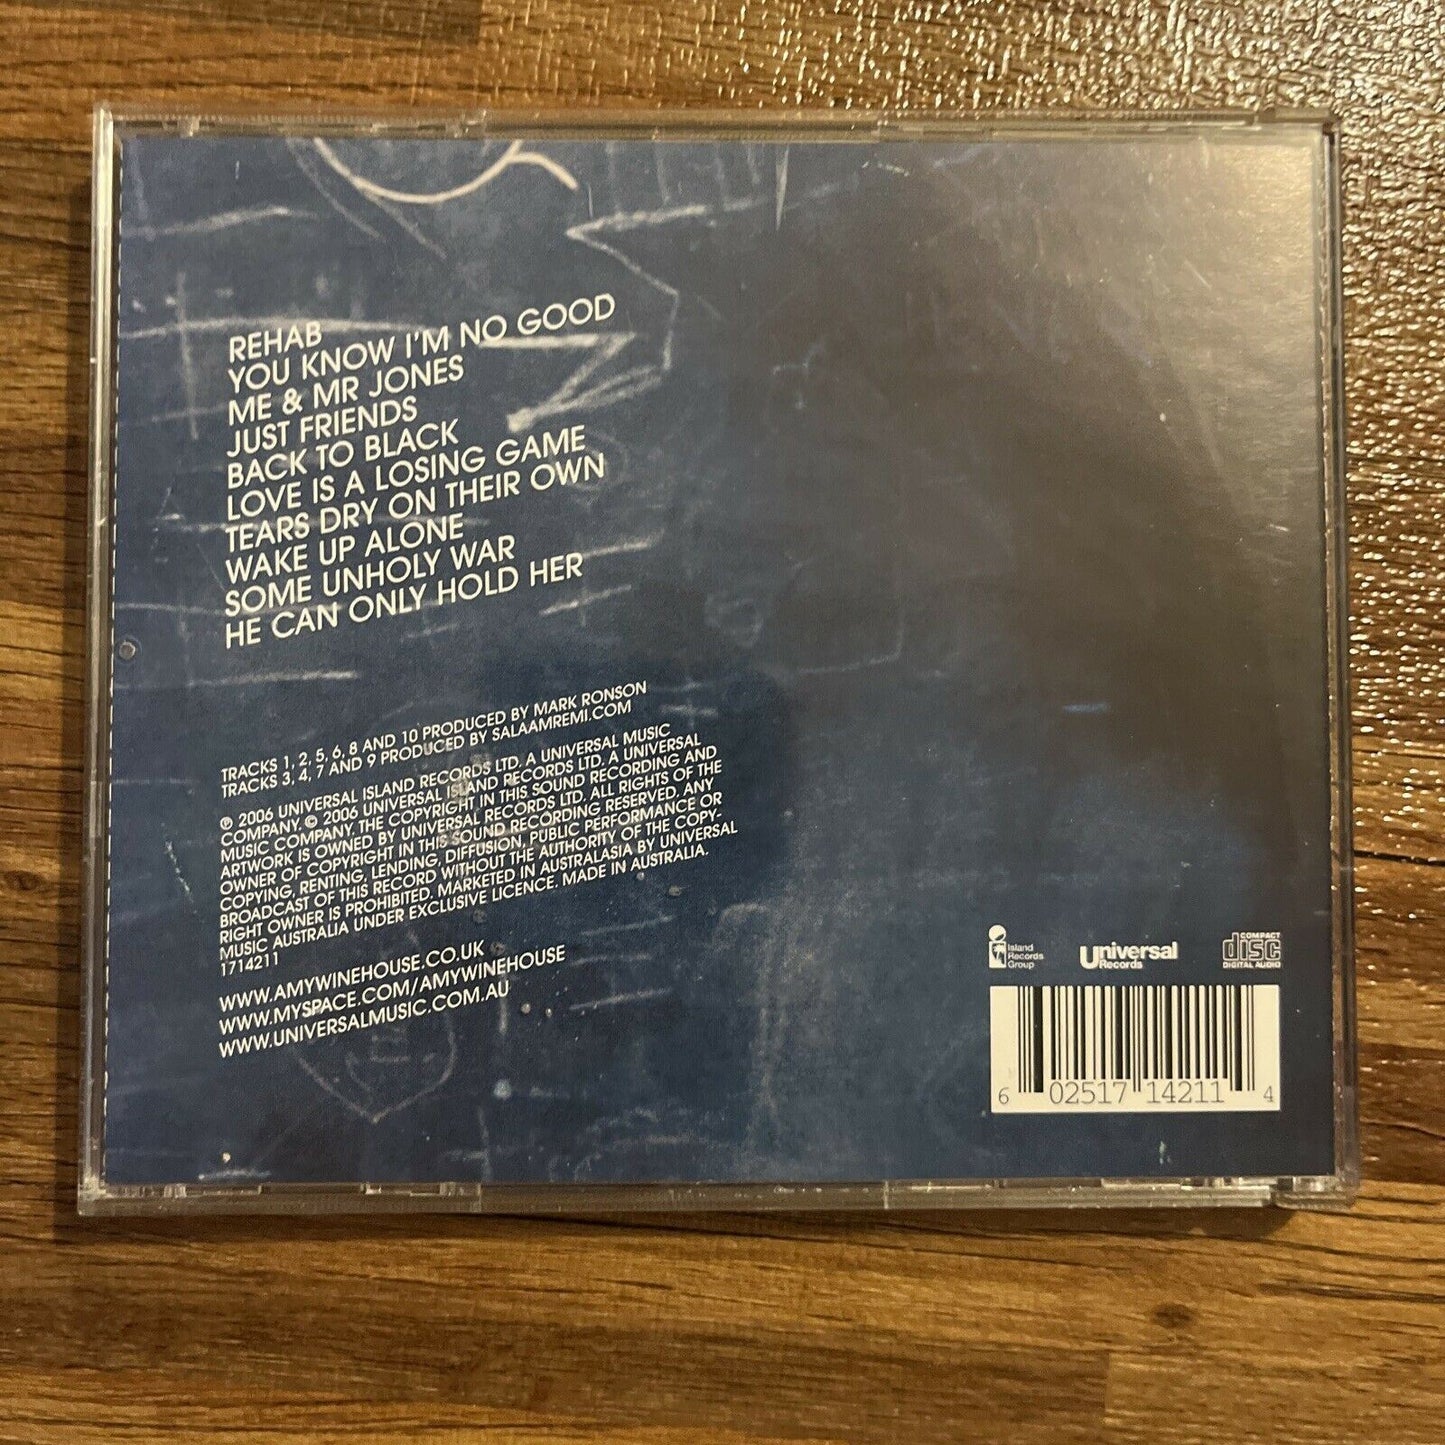 REHAB
YOU KNOW I'M NO GOOD
ME & MR JONES
JUST FRIENDS
BACK TO BLACK
LOVE IS A LOSING GAME
TEARS DRY ON THEIR OWN
WAKE UP ALONE
SOME UNHOLY WAR
HE CAN ONLY HOLD HER
TRACKS 1, 2, 5, 6, 8 AND 10 PRODUCED BY MARK RONSON
TRACKS 3, 4, 7 AND 9 PRODUCED BY SALAAMREMI.COM
℗ 2006 UNIVERSAL ISLAND RECORDS LTD. A UNIVERSAL MUSIC
COMPANY. © 2006 UNIVERSAL ISLAND RECORDS LTD. A UNIVERSAL
MUSIC COMPANY. THE COPYRIGHT IN THIS SOUND RECORDING AND
ARTWORK IS OWNED BY UNIVERSAL RECORDS LTD. ALL RIGHTS OF THE
OWNER OF COPYRIGHT IN THIS SOUND RECORDING RESERVED. ANY
COPYING, RENTING, LENDING, DIFFUSION, PUBLIC PERFORMANCE OR
BROADCAST OF THIS RECORD WITHOUT THE AUTHORITY OF THE COPY-
RIGHT OWNER IS PROHIBITED. MARKETED IN AUSTRALASIA BY UNIVERSAL
MUSIC AUSTRALIA UNDER EXCLUSIVE LICENCE. MADE IN AUSTRALIA.
1714211
WWW.AMYWINEHOUSE.CO.UK
WWW.MYSPACE.COM/AMYWINEHOUSE
WWW.UNIVERSALMUSIC.COM.AU
Island
Records
Group
Universal
Records
COMPACT
disc
DIGITAL AUDIO
6 02517 14211 4